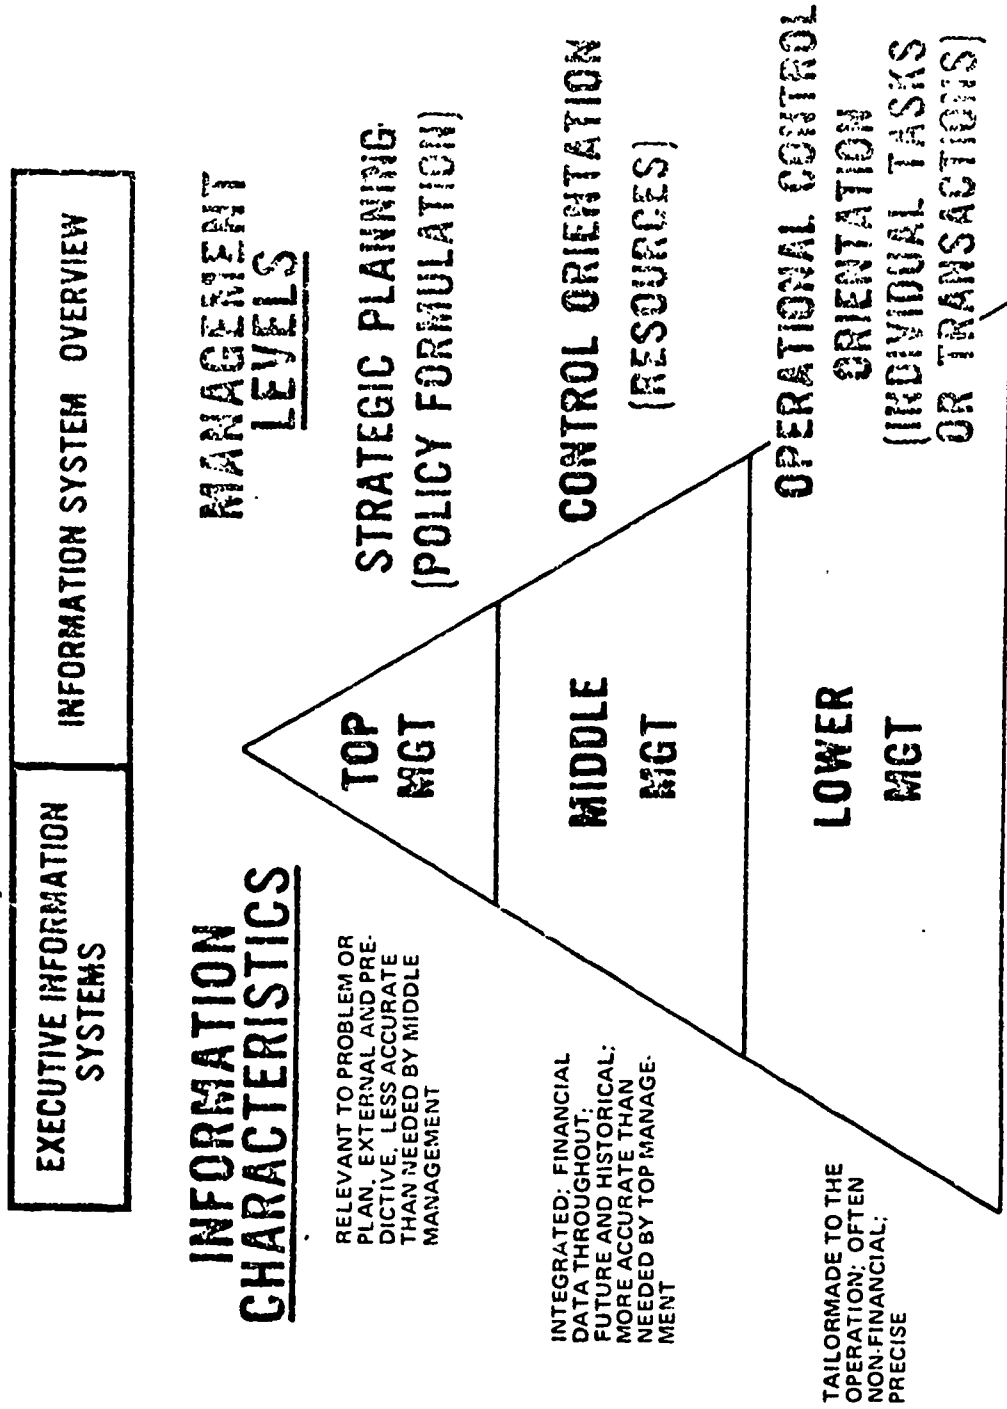 EXECUTIVE INFORMATION
SYSTEMS
INFORMATION SYSTEM OVERVIEW
INFORMATION
CHARACTERISTICS
MANAGEMENT
LEVELS
RELEVANT TO PROBLEM OR
PLAN, EXTERNAL AND PRE-
DICTIVE, LESS ACCURATE
THAN NEEDED BY MIDDLE
MANAGEMENT
TOP
MGT
STRATEGIC PLANNING
(POLICY FORMULATION)
INTEGRATED; FINANCIAL
DATA THROUGHOUT;
FUTURE AND HISTORICAL;
MORE ACCURATE THAN
NEEDED BY TOP MANAGE-
MENT
MIDDLE
MGT
CONTROL ORIENTATION
(RESOURCES)
TAILORMADE TO THE
OPERATION; OFTEN
NON-FINANCIAL;
PRECISE
LOWER
MGT
OPERATIONAL CONTROL
ORIENTATION
(INDIVIDUAL TASKS
OR TRANSACTIONS)